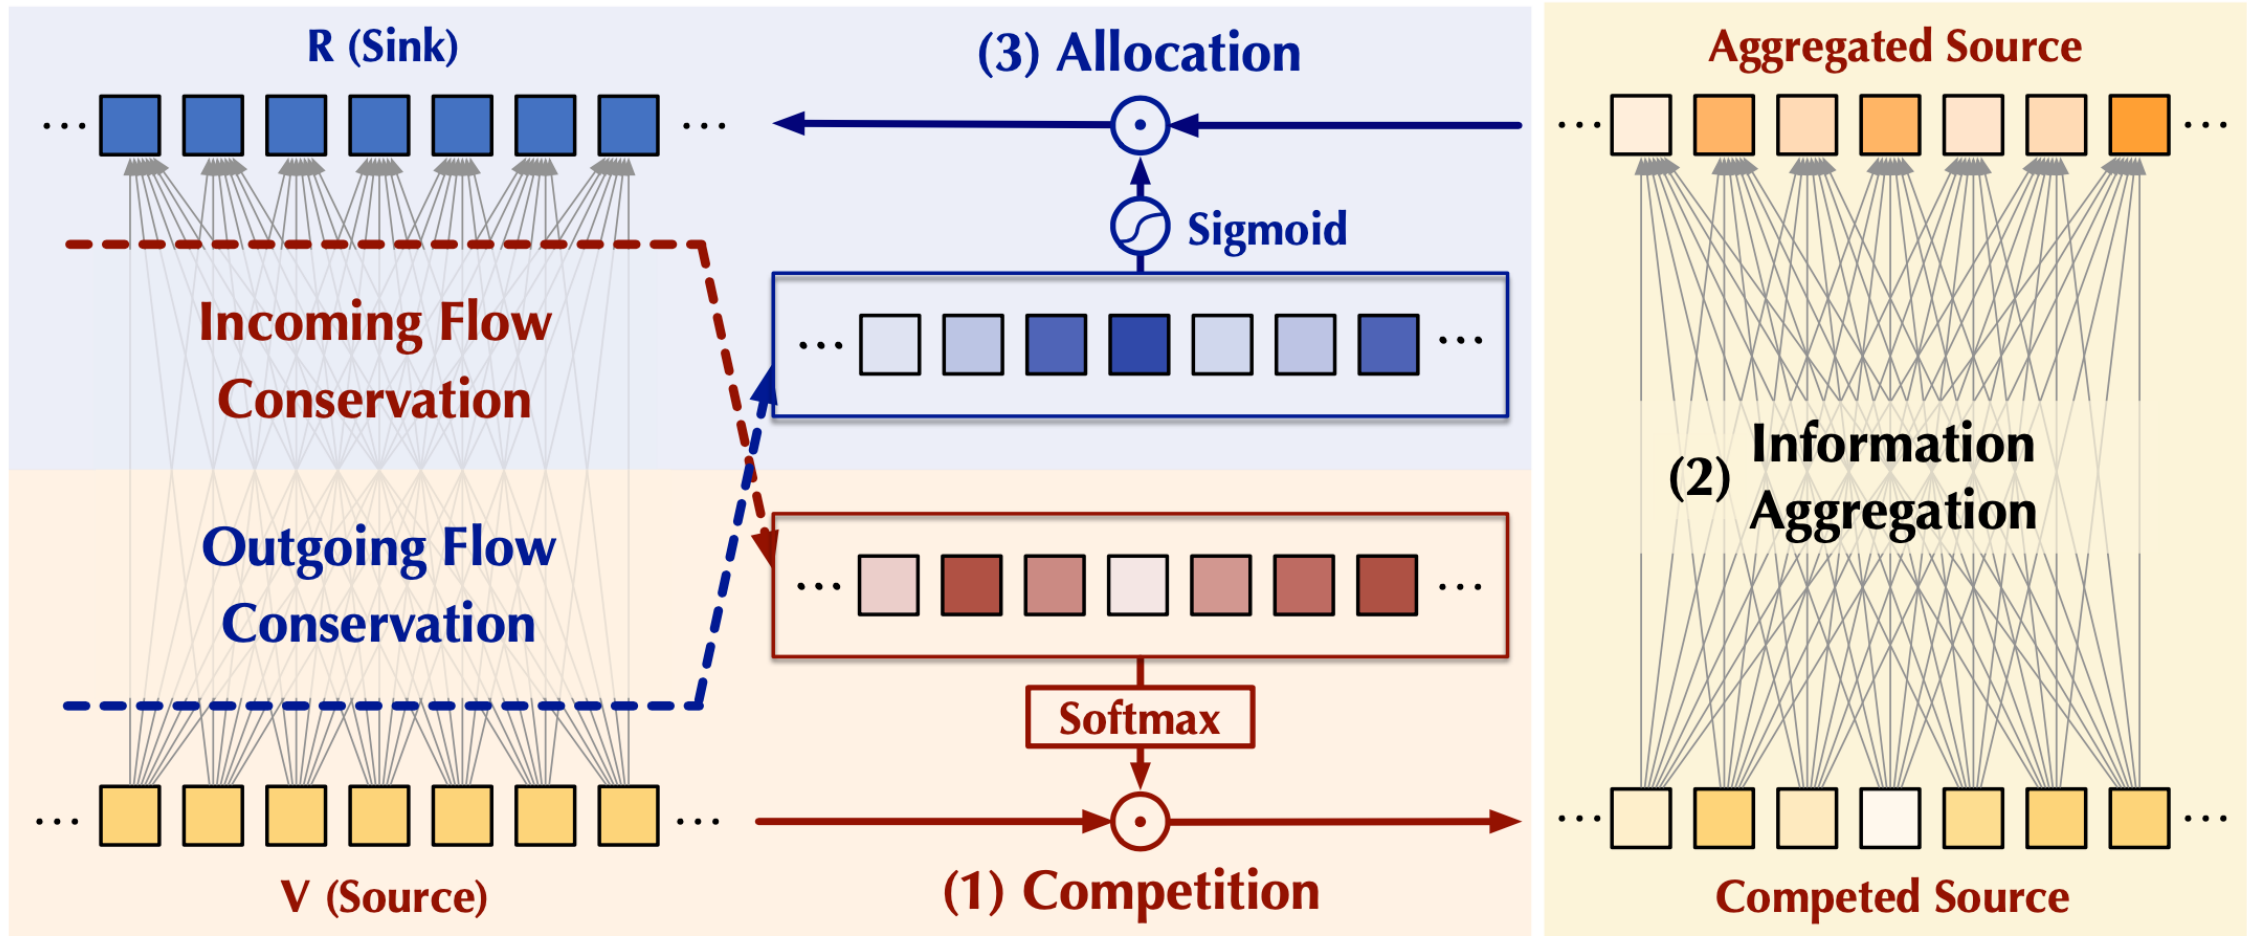 R (Sink)
(3) Allocation
Aggregated Source
Sigmoid
Incoming Flow
Conservation
Outgoing Flow
Conservation
(2) Information
Aggregation
Softmax
V (Source)
(1) Competition
Competed Source